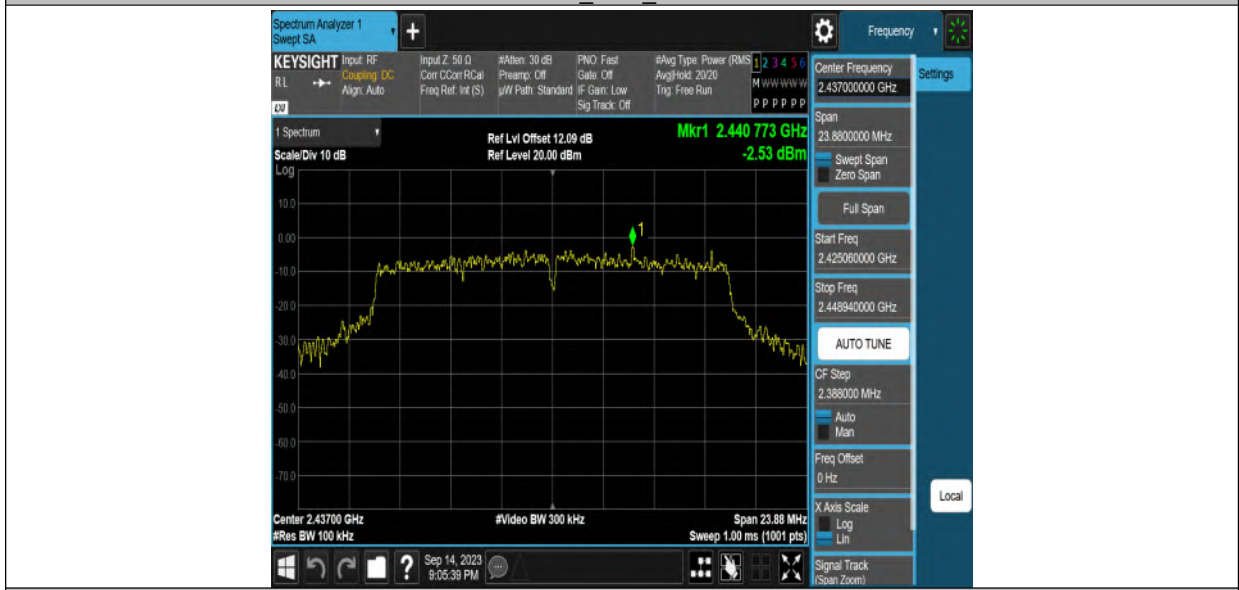 Spectrum Analyzer 1
Swept SA
+
Frequency
KEYSIGHT
RL
LXI
Input: RF
Coupling: DC
Align: Auto
Input Z: 50 Ω
Corr CCorr RCal
Freq Ref: Int (S)
#Atten: 30 dB
Preamp: Off
µW Path: Standard
PNO: Fast
Gate: Off
IF Gain: Low
Sig Track: Off
#Avg Type: Power (RMS
Avg|Hold: 20/20
Trig: Free Run
1 2 3 4 5 6
M W W W W W
P P P P P P
1 Spectrum
Scale/Div 10 dB
Ref Lvl Offset 12.09 dB
Ref Level 20.00 dBm
Mkr1 2.440 773 GHz
-2.53 dBm
Log
10.0
0.00
-10.0
-20.0
-30.0
-40.0
-50.0
-60.0
-70.0
1
Center 2.43700 GHz
#Res BW 100 kHz
#Video BW 300 kHz
Span 23.88 MHz
Sweep 1.00 ms (1001 pts)
?
Sep 14, 2023
9:05:39 PM
Center Frequency
2.437000000 GHz
Settings
Span
23.8800000 MHz
Swept Span
Zero Span
Full Span
Start Freq
2.425060000 GHz
Stop Freq
2.448940000 GHz
AUTO TUNE
CF Step
2.388000 MHz
Auto
Man
Freq Offset
0 Hz
X Axis Scale
Log
Lin
Local
Signal Track
(Span Zoom)